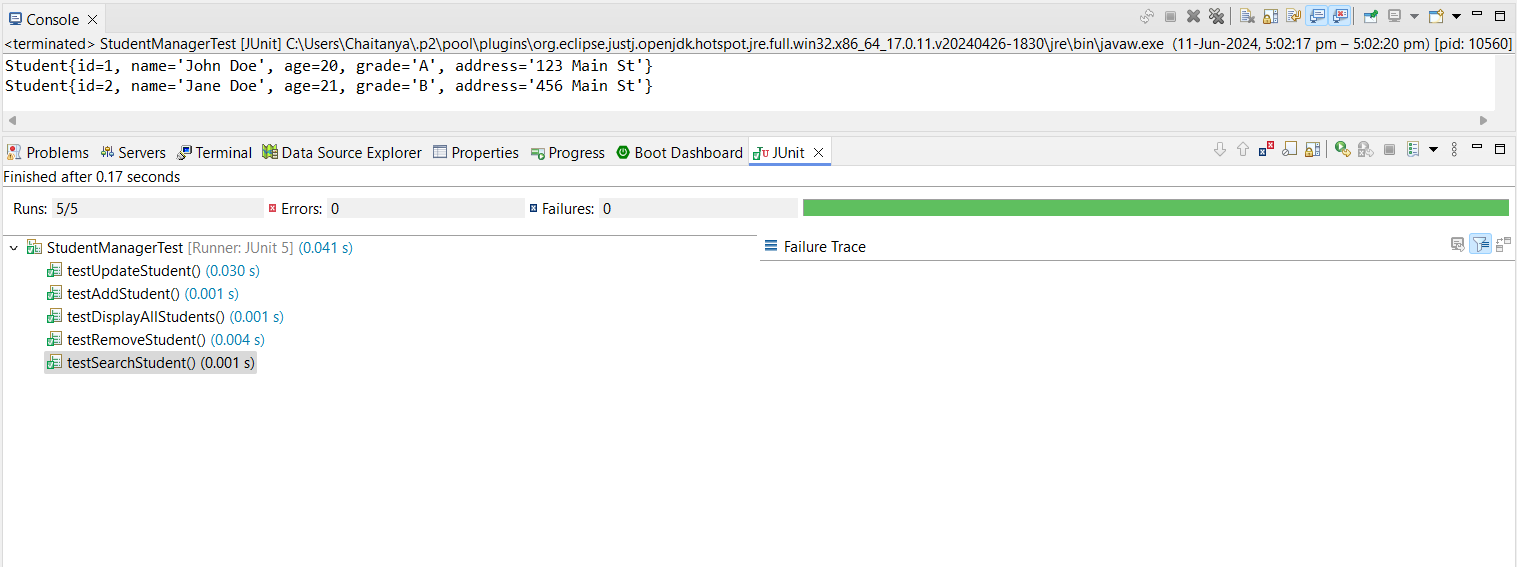 Console
<terminated> StudentManagerTest [JUnit] C:\Users\Chaitanya\.p2\pool\plugins\org.eclipse.justj.openjdk.hotspot.jre.full.win32.x86_64_17.0.11.v20240426-1830\jre\bin\javaw.exe (11-Jun-2024, 5:02:17 pm – 5:02:20 pm) [pid: 10560]
Student{id=1, name='John Doe', age=20, grade='A', address='123 Main St'}
Student{id=2, name='Jane Doe', age=21, grade='B', address='456 Main St'}
Problems Servers Terminal Data Source Explorer Properties Progress Boot Dashboard JUnit
Finished after 0.17 seconds
Runs: 5/5 Errors: 0 Failures: 0
StudentManagerTest [Runner: JUnit 5] (0.041 s) Failure Trace
testUpdateStudent() (0.030 s)
testAddStudent() (0.001 s)
testDisplayAllStudents() (0.001 s)
testRemoveStudent() (0.004 s)
testSearchStudent() (0.001 s)